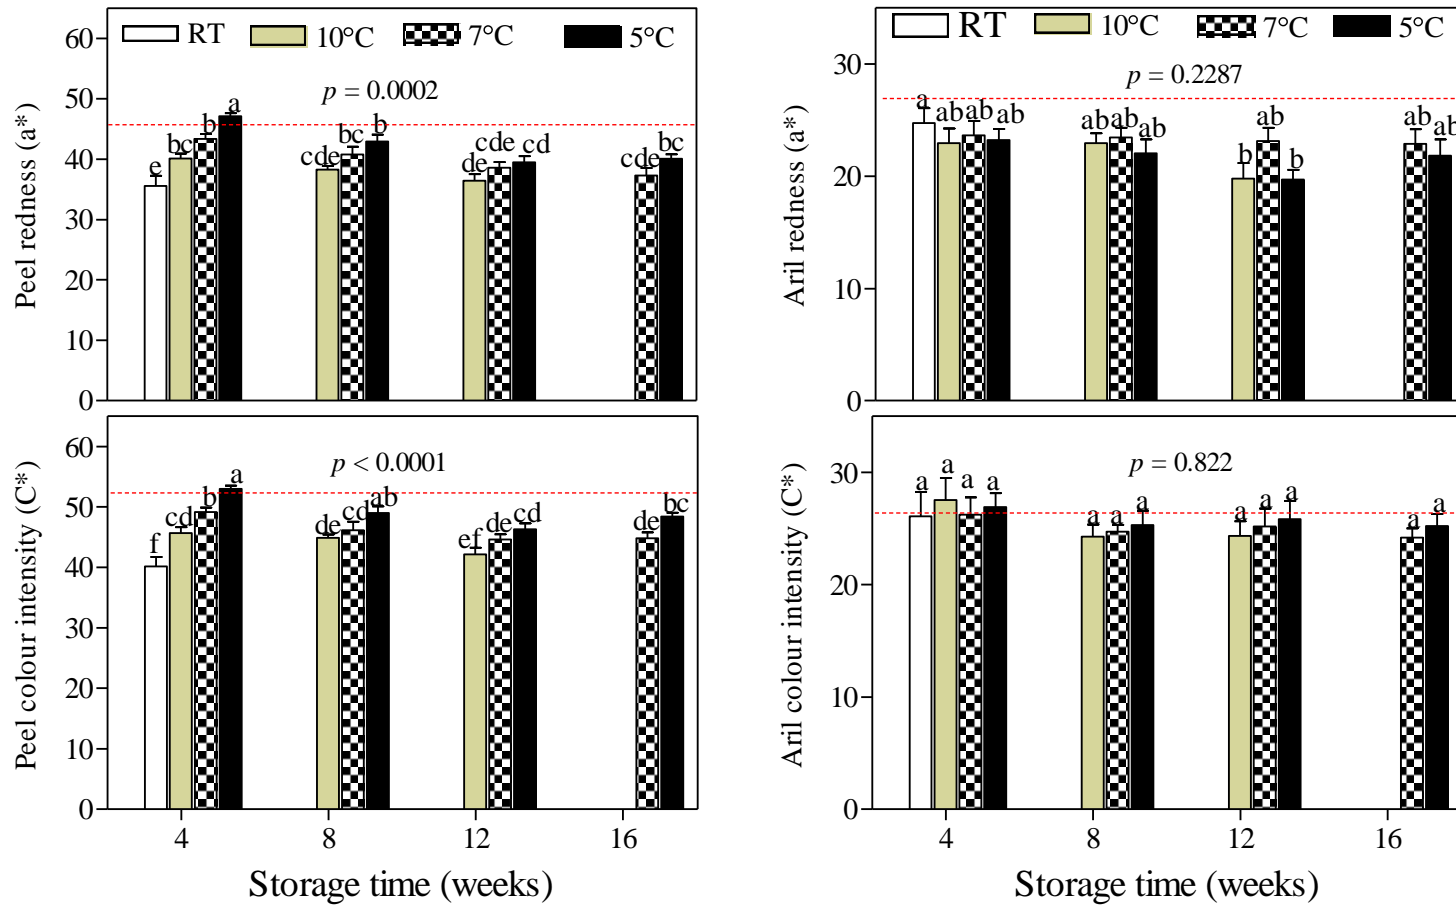 RT 10°C 7°C 5°C
p = 0.0002
Peel redness (a*)
60
50
40
30
20
10
0
e bc b a
cde bc b
de cde cd
cde bc
RT 10°C 7°C 5°C
p = 0.2287
Aril redness (a*)
30
20
10
0
a ab ab ab
ab ab ab
b ab b
ab ab
p < 0.0001
Peel colour intensity (C*)
60
50
40
30
20
10
0
f cd b a
de cd ab
ef de cd
de bc
4 8 12 16
Storage time (weeks)
p = 0.822
Aril colour intensity (C*)
30
20
10
0
a a a a
a a a
a a a
a a
4 8 12 16
Storage time (weeks)